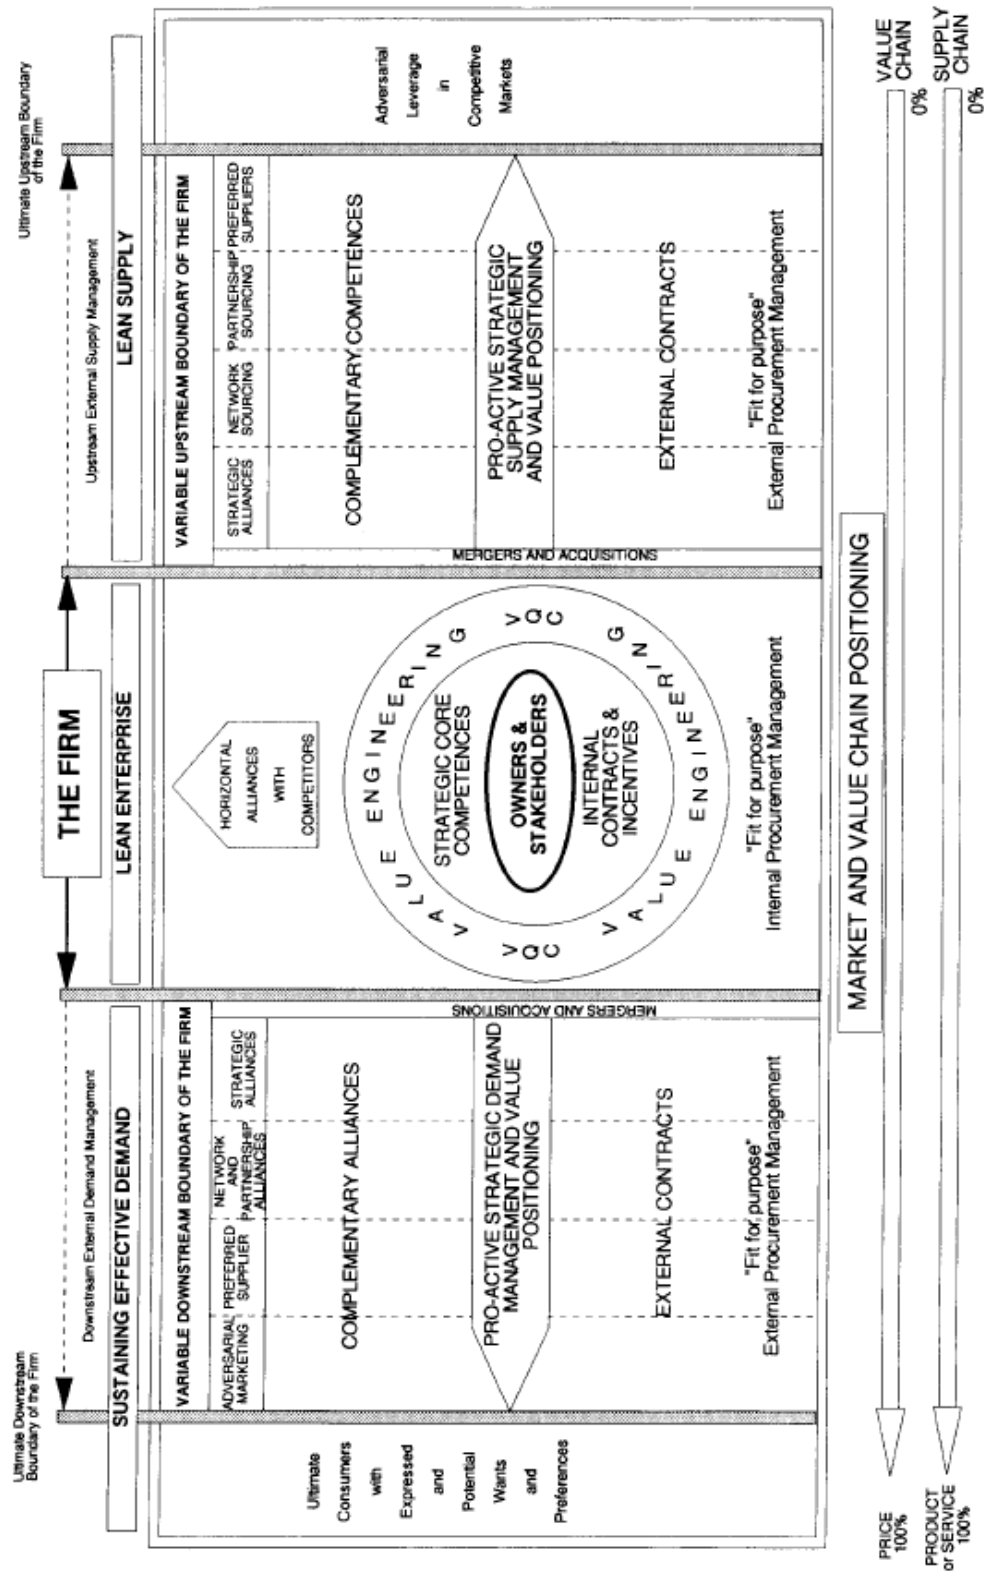 Ultimate Downstream
Boundary of the Firm
Downstream External Demand Management
THE FIRM
Upstream External Supply Management
Ultimate Upstream Boundary
of the Firm
SUSTAINING EFFECTIVE DEMAND
LEAN ENTERPRISE
LEAN SUPPLY
Ultimate
Consumers
with
Expressed
and
Potential
Wants
and
Preferences
VARIABLE DOWNSTREAM BOUNDARY OF THE FIRM
ADVERSARIAL
MARKETING
PREFERRED
SUPPLIER
NETWORK
AND
PARTNERSHIP
ALLIANCES
STRATEGIC
ALLIANCES
COMPLEMENTARY ALLIANCES
PRO-ACTIVE STRATEGIC DEMAND
MANAGEMENT AND VALUE
POSITIONING
EXTERNAL CONTRACTS
"Fit for purpose"
External Procurement Management
MERGERS AND ACQUISITIONS
HORIZONTAL
ALLIANCES
WITH
COMPETITORS
VALUE ENGINEERING
VQC
STRATEGIC CORE
COMPETENCES
OWNERS &
STAKEHOLDERS
INTERNAL
CONTRACTS &
INCENTIVES
VQC
VALUE ENGINEERING
"Fit for purpose"
Internal Procurement Management
MERGERS AND ACQUISITIONS
VARIABLE UPSTREAM BOUNDARY OF THE FIRM
STRATEGIC
ALLIANCES
NETWORK
SOURCING
PARTNERSHIP
SOURCING
PREFERRED
SUPPLIERS
COMPLEMENTARY COMPETENCES
PRO-ACTIVE STRATEGIC
SUPPLY MANAGEMENT
AND VALUE POSITIONING
EXTERNAL CONTRACTS
"Fit for purpose"
External Procurement Management
Adversarial
Leverage
in
Competitive
Markets
MARKET AND VALUE CHAIN POSITIONING
PRICE
100%
VALUE
CHAIN
0%
PRODUCT
or SERVICE
100%
SUPPLY
CHAIN
0%